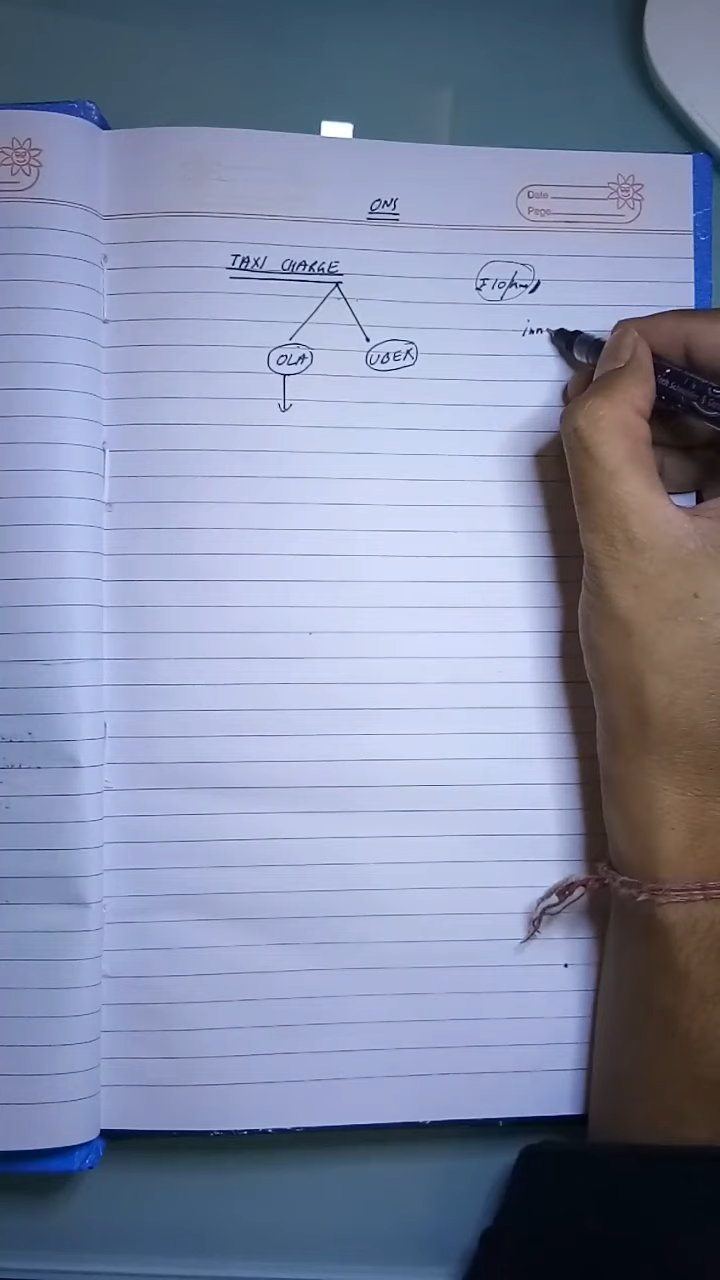 ONS
Date
Page
TAXI CHARGE
₹10/km
OLA UBER